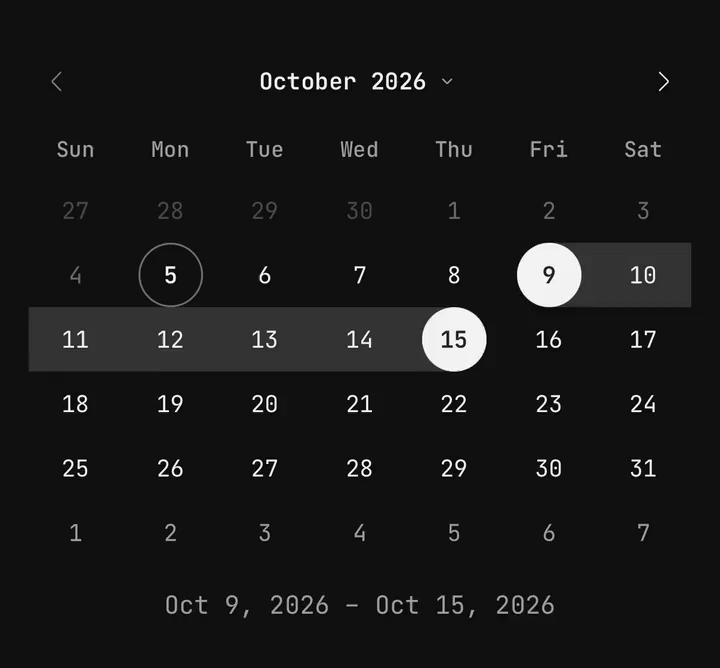 October 2026
Sun Mon Tue Wed Thu Fri Sat
27 28 29 30 1 2 3
4 5 6 7 8 9 10
11 12 13 14 15 16 17
18 19 20 21 22 23 24
25 26 27 28 29 30 31
1 2 3 4 5 6 7
Oct 9, 2026 – Oct 15, 2026